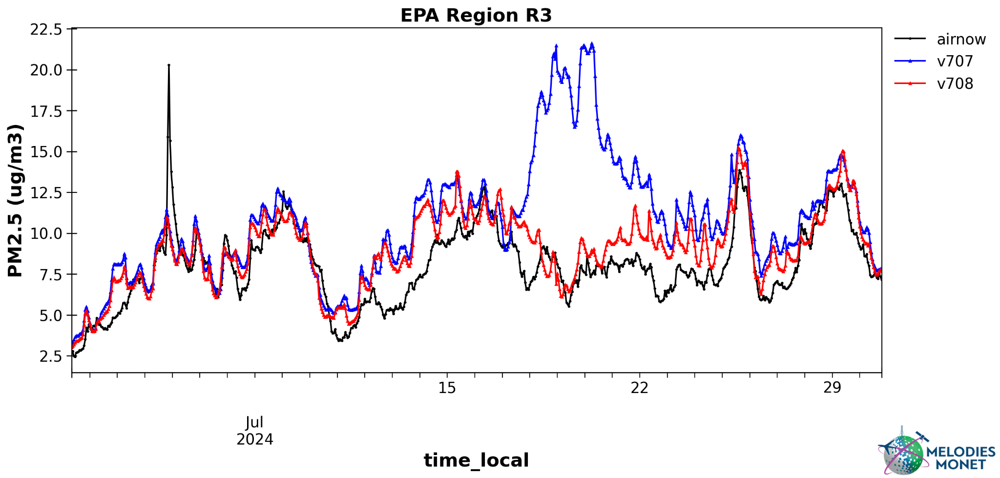 EPA Region R3
22.5
20.0
17.5
15.0
12.5
10.0
7.5
5.0
2.5
PM2.5 (ug/m3)
airnow
v707
v708
15
22
29
Jul
2024
time_local
MELODIES
MONET